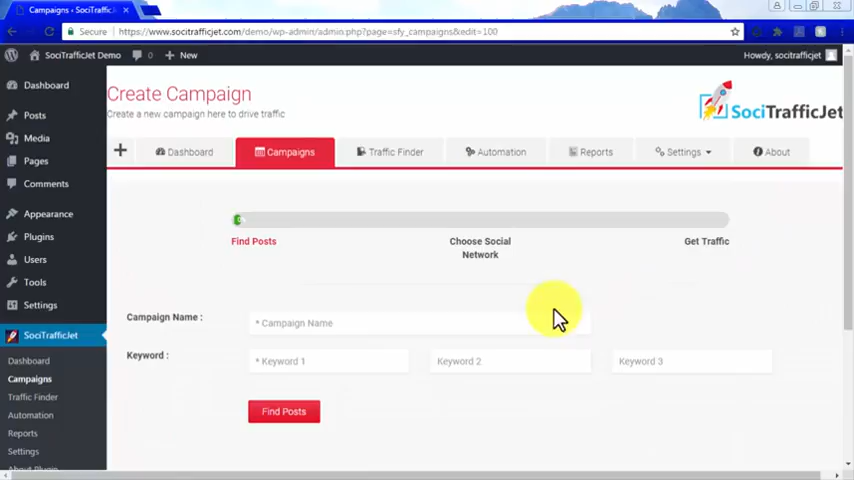 Campaigns ‹ SociTrafficJet
Secure
https://www.socitrafficjet.com/demo/wp-admin/admin.php?page=sfy_campaigns&edit=100
SociTrafficJet Demo
0
New
Howdy, socitrafficjet
Dashboard
Posts
Media
Pages
Comments
Appearance
Plugins
Users
Tools
Settings
SociTrafficJet
Dashboard
Campaigns
Traffic Finder
Automation
Reports
Settings
About Plugin
Create Campaign
Create a new campaign here to drive traffic
SociTrafficJet
Dashboard
Campaigns
Traffic Finder
Automation
Reports
Settings
About
Find Posts
Choose Social
Network
Get Traffic
Campaign Name :
* Campaign Name
Keyword :
* Keyword 1
Keyword 2
Keyword 3
Find Posts